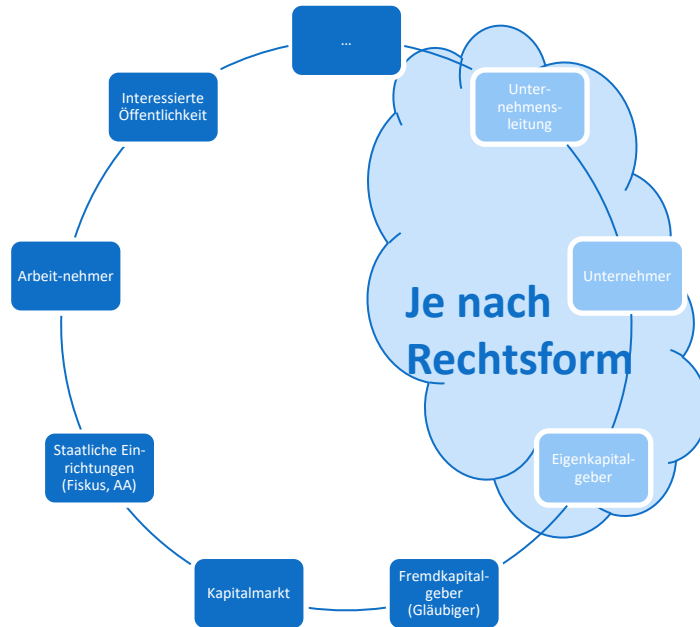 …
Unter-
nehmens-
leitung
Unternehmer
Eigenkapital-
geber
Fremdkapital-
geber
(Gläubiger)
Kapitalmarkt
Staatliche Ein-
richtungen
(Fiskus, AA)
Arbeit-nehmer
Interessierte
Öffentlichkeit
Je nach
Rechtsform